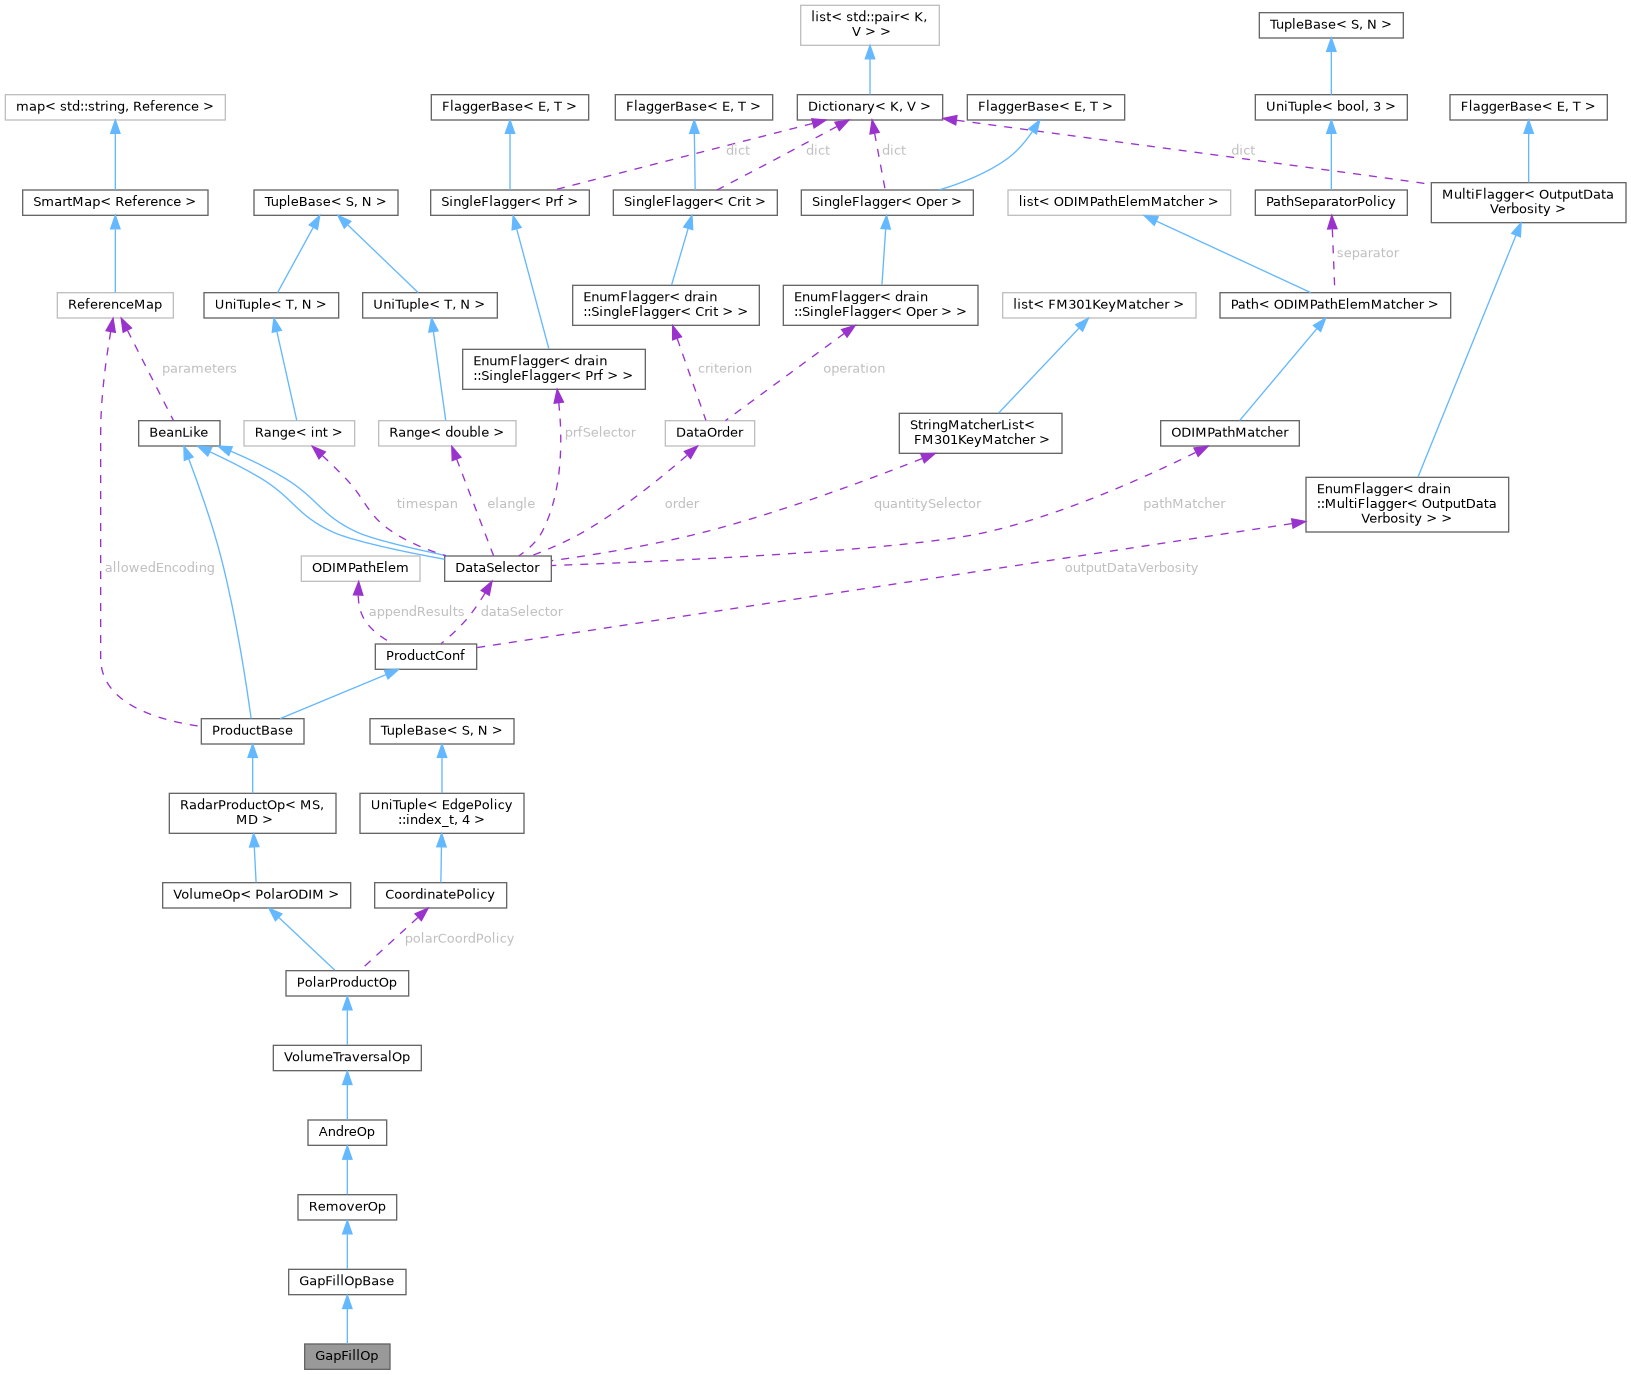 list< std::pair< K,
V > >
TupleBase< S, N >
map< std::string, Reference >
FlaggerBase< E, T >
FlaggerBase< E, T >
Dictionary< K, V >
FlaggerBase< E, T >
UniTuple< bool, 3 >
FlaggerBase< E, T >
dict
dict
dict
dict
SmartMap< Reference >
TupleBase< S, N >
SingleFlagger< Prf >
SingleFlagger< Crit >
SingleFlagger< Oper >
list< ODIMPathElemMatcher >
PathSeparatorPolicy
MultiFlagger< OutputData
Verbosity >
separator
ReferenceMap
UniTuple< T, N >
UniTuple< T, N >
EnumFlagger< drain
::SingleFlagger< Crit > >
EnumFlagger< drain
::SingleFlagger< Oper > >
list< FM301KeyMatcher >
Path< ODIMPathElemMatcher >
parameters
EnumFlagger< drain
::SingleFlagger< Prf > >
criterion
operation
BeanLike
Range< int >
Range< double >
prfSelector
DataOrder
StringMatcherList<
FM301KeyMatcher >
ODIMPathMatcher
timespan
elangle
order
quantitySelector
pathMatcher
EnumFlagger< drain
::MultiFlagger< OutputData
Verbosity > >
allowedEncoding
ODIMPathElem
DataSelector
outputDataVerbosity
appendResults
dataSelector
ProductConf
ProductBase
TupleBase< S, N >
RadarProductOp< MS,
MD >
UniTuple< EdgePolicy
::index_t, 4 >
VolumeOp< PolarODIM >
CoordinatePolicy
polarCoordPolicy
PolarProductOp
VolumeTraversalOp
AndreOp
RemoverOp
GapFillOpBase
GapFillOp